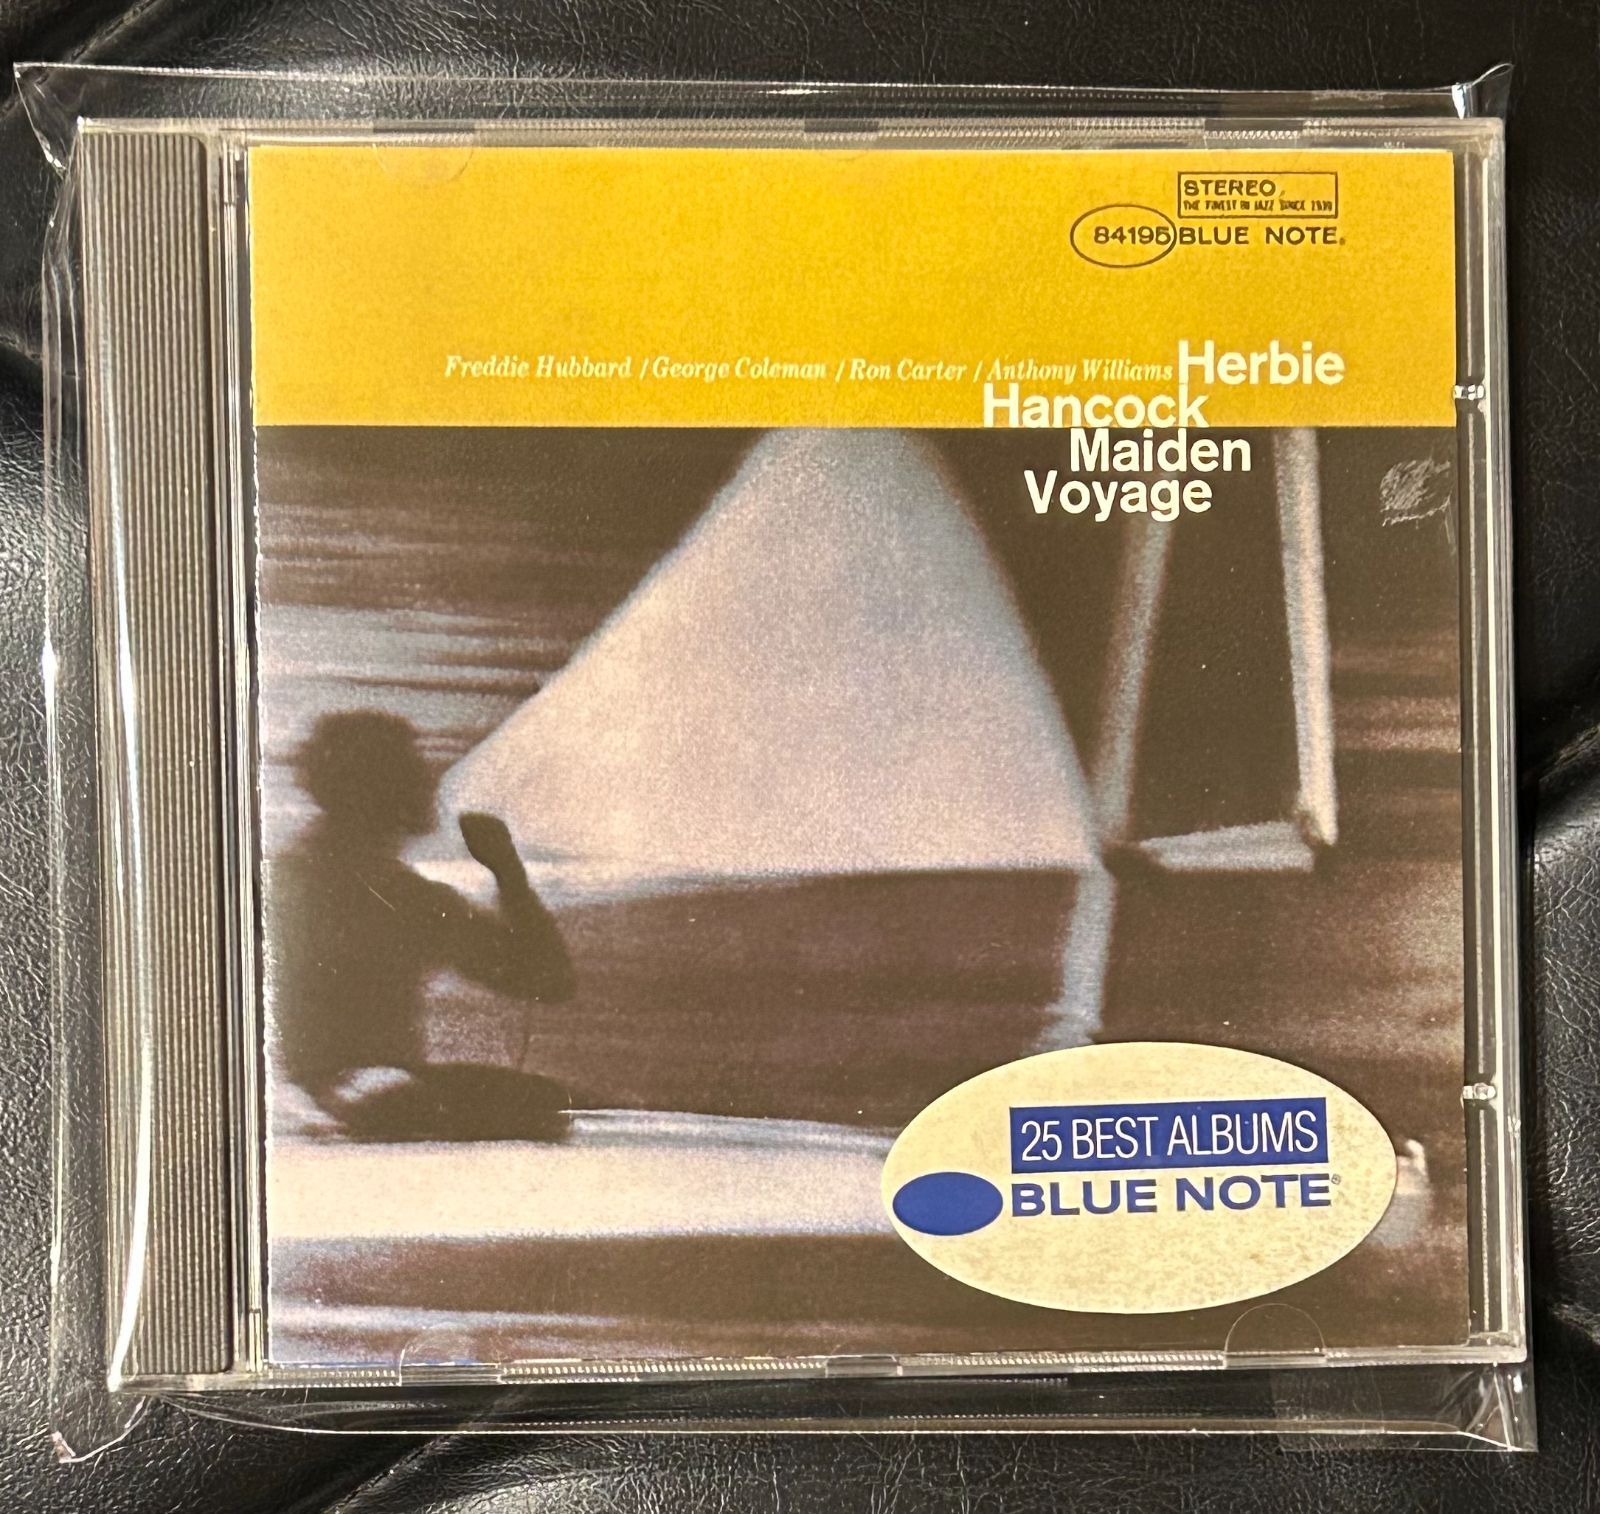 STEREO
THE FINEST IN JAZZ SINCE 1939
84195 BLUE NOTE.
Freddie Hubbard / George Coleman / Ron Carter / Anthony Williams Herbie
Hancock
Maiden
Voyage
25 BEST ALBUMS
BLUE NOTE®